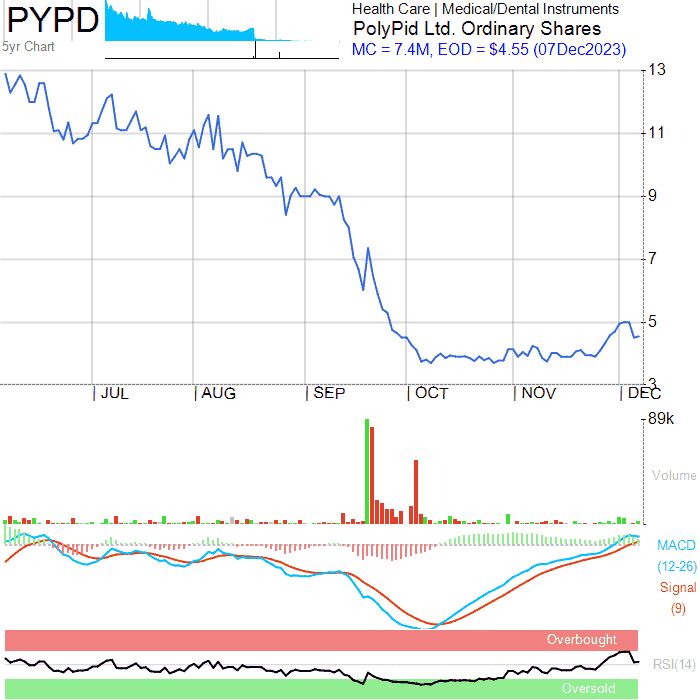 PYPD
5yr Chart
Health Care | Medical/Dental Instruments
PolyPid Ltd. Ordinary Shares
MC = 7.4M, EOD = $4.55 (07Dec2023)
13
11
9
7
5
3
JUL AUG SEP OCT NOV DEC
89k
Volume
MACD
(12-26)
Signal
(9)
Overbought
RSI(14)
Oversold